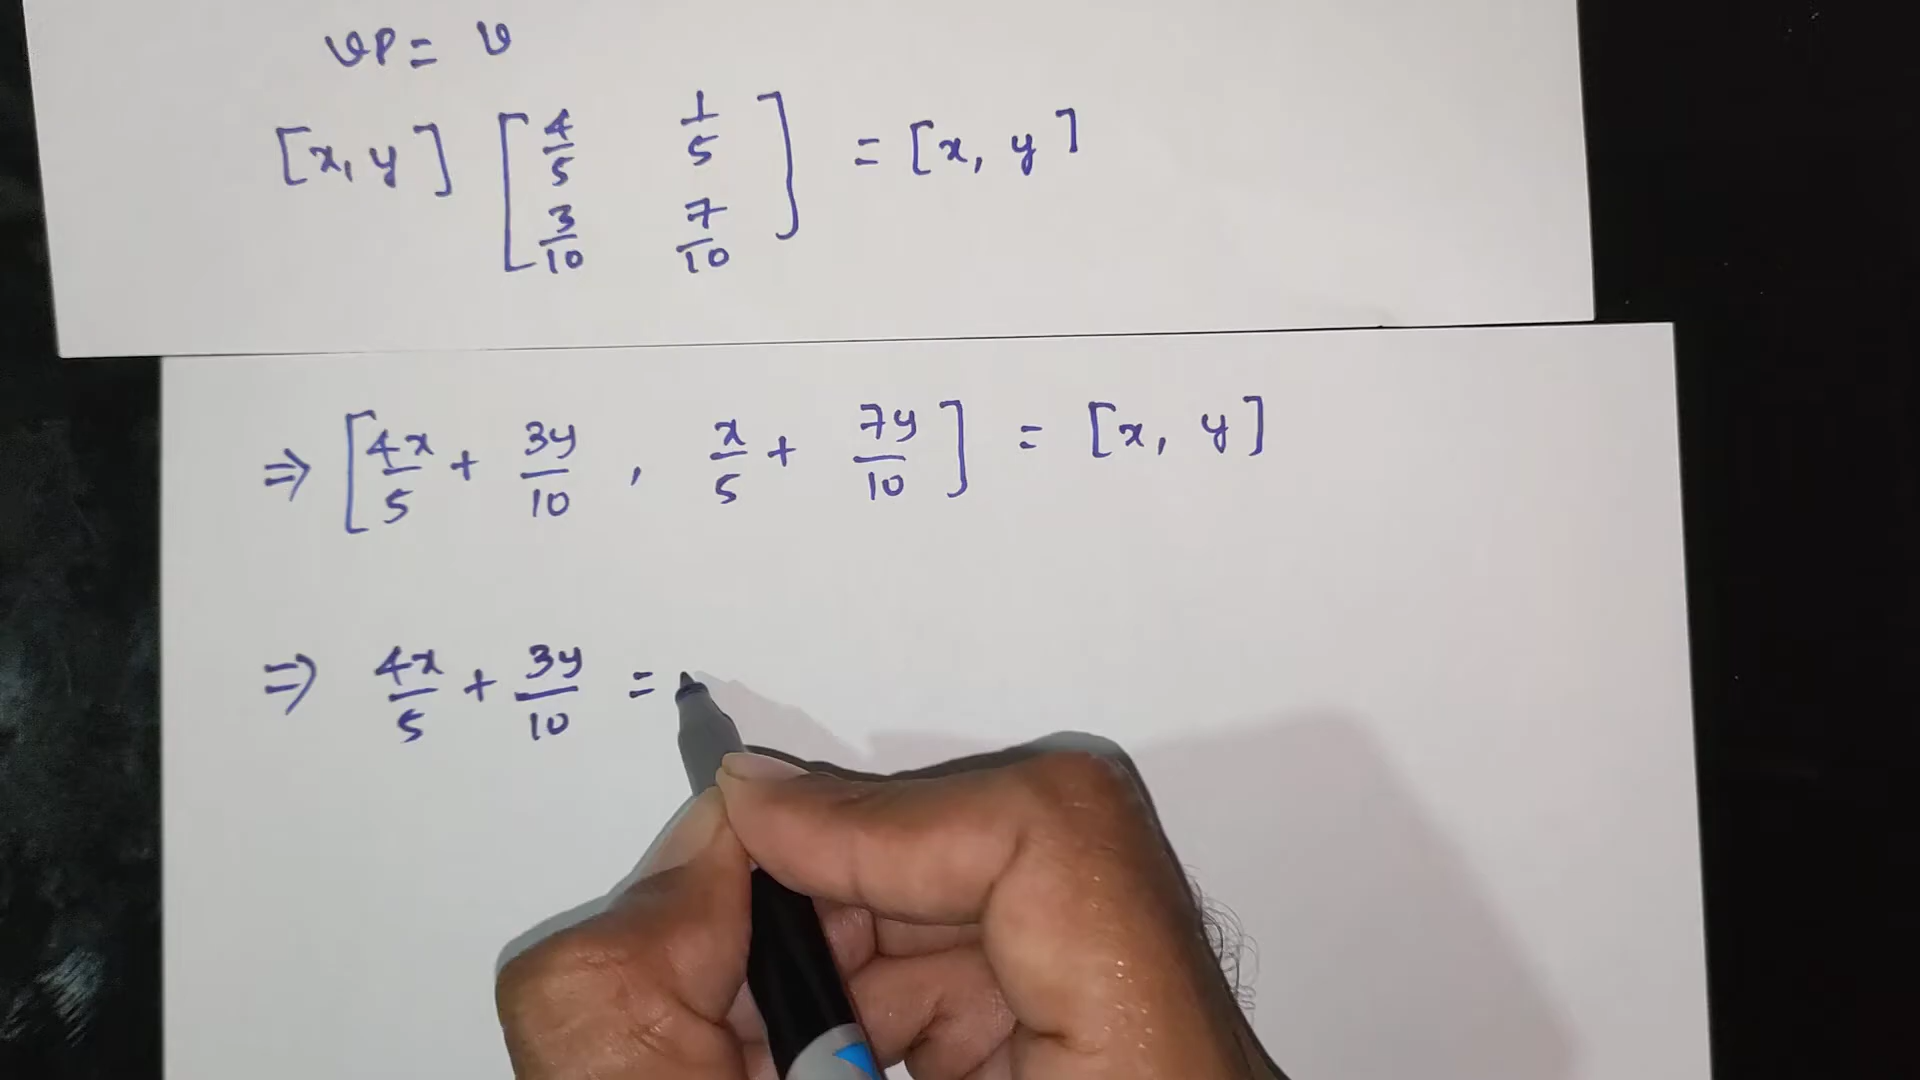 vP = v
[x, y] [4/5 1/5
3/10 7/10] = [x, y]
⇒ [4x/5 + 3y/10 , x/5 + 7y/10] = [x, y]
⇒ 4x/5 + 3y/10 =